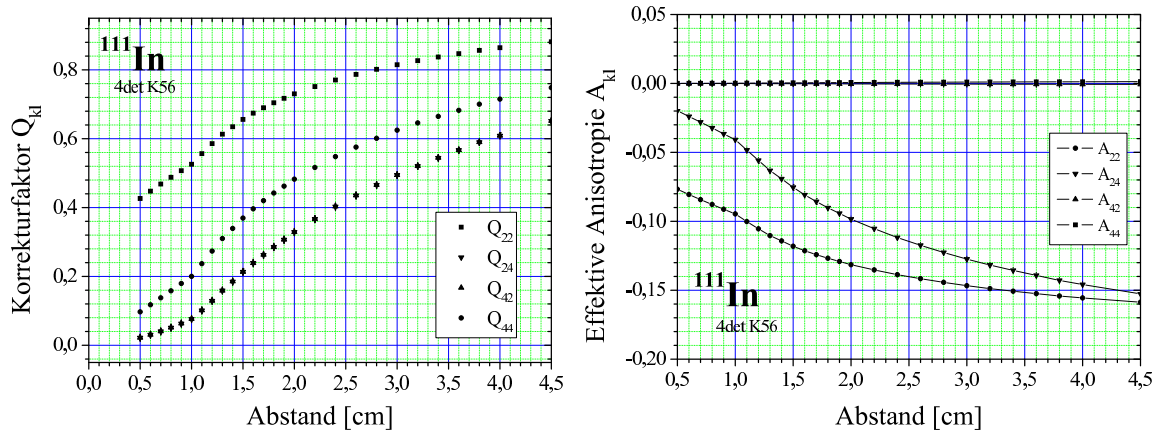 Korrekturfaktor Q_kl
0,8
0,6
0,4
0,2
0,0
111In
4det K56
Q22
Q24
Q42
Q44
0,0 0,5 1,0 1,5 2,0 2,5 3,0 3,5 4,0 4,5
Abstand [cm]
Effektive Anisotropie A_kl
0,05
0,00
-0,05
-0,10
-0,15
-0,20
A22
A24
A42
A44
111In
4det K56
0,5 1,0 1,5 2,0 2,5 3,0 3,5 4,0 4,5
Abstand [cm]